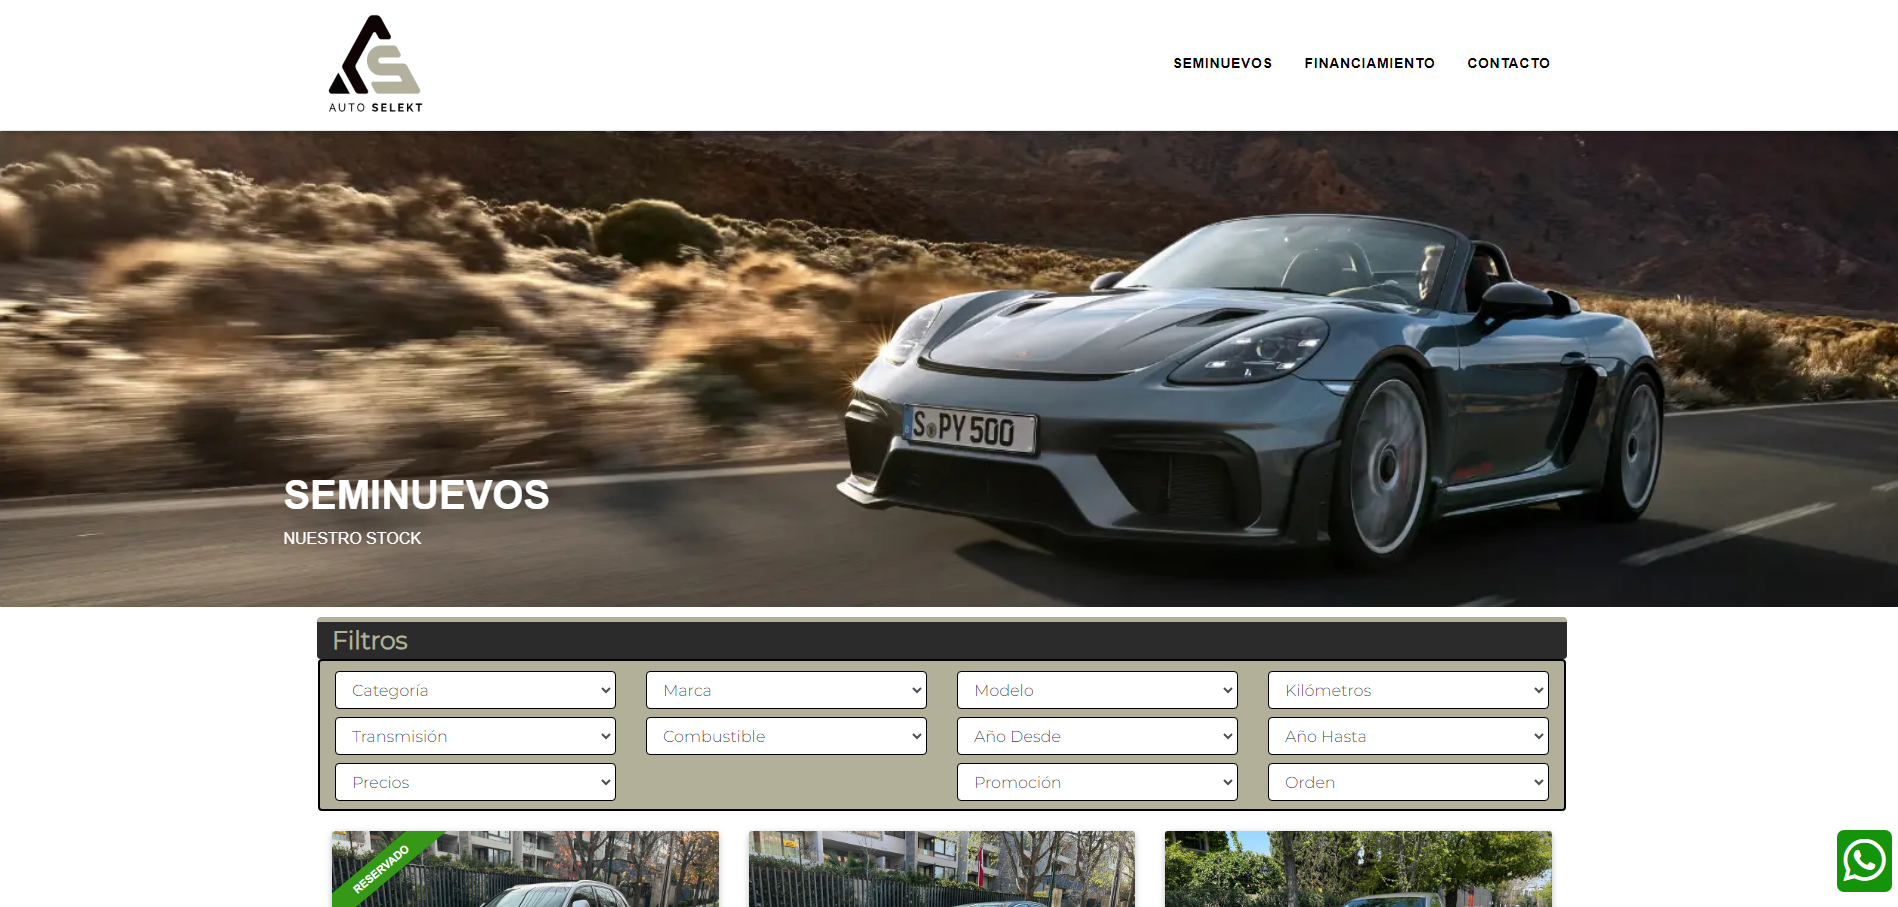 AUTO SELEKT
SEMINUEVOS
FINANCIAMIENTO
CONTACTO
S PY 500
SEMINUEVOS
NUESTRO STOCK
Filtros
Categoría
Marca
Modelo
Kilómetros
Transmisión
Combustible
Año Desde
Año Hasta
Precios
Promoción
Orden
RESERVADO